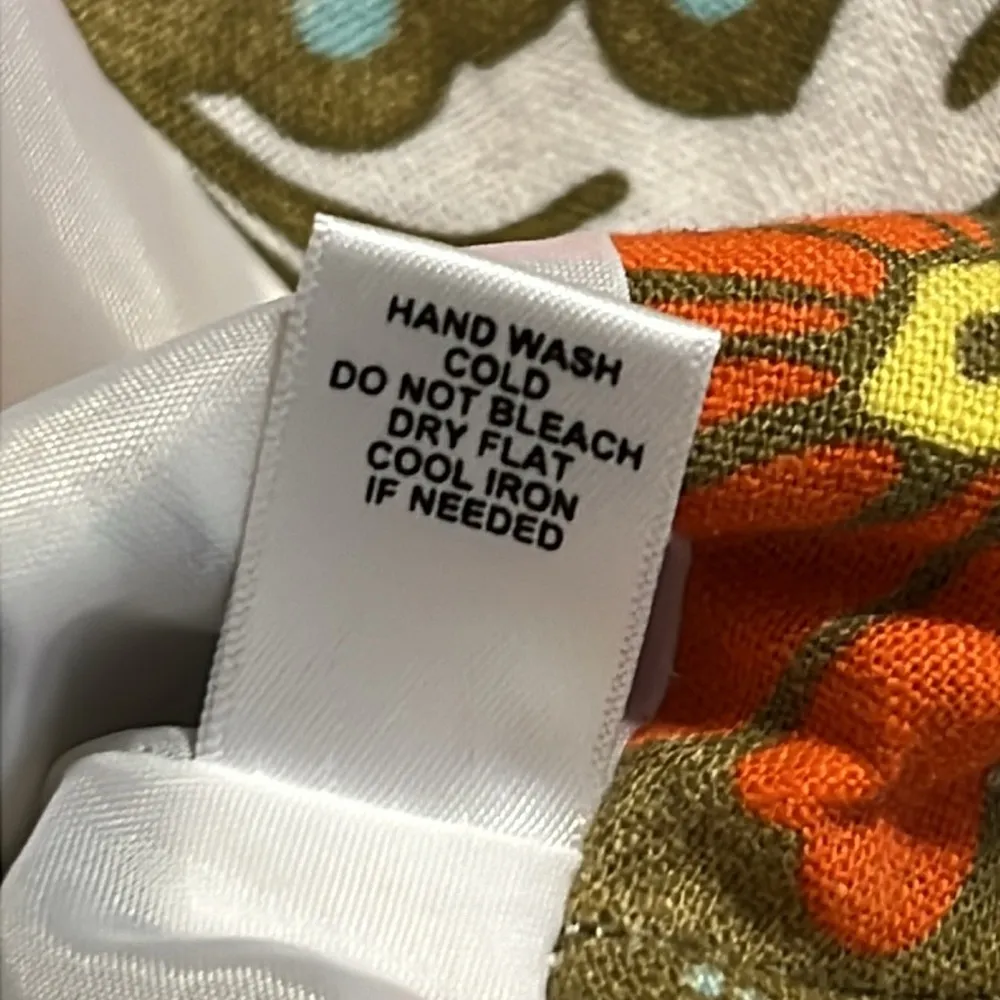 HAND WASH
COLD
DO NOT BLEACH
DRY FLAT
COOL IRON
IF NEEDED